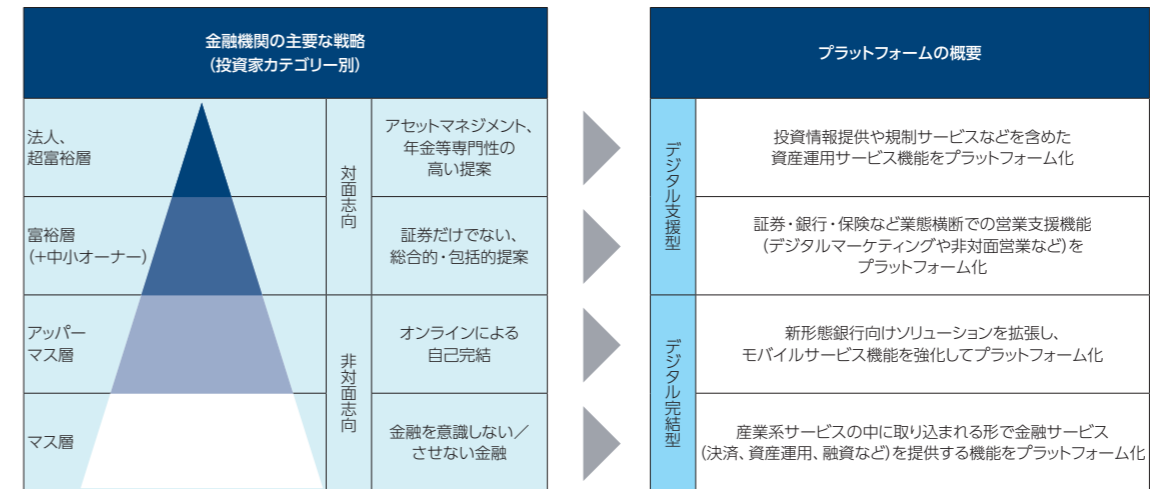 金融機関の主要な戦略
（投資家カテゴリー別）
プラットフォームの概要
法人、
超富裕層
対面志向
アセットマネジメント、
年金等専門性の
高い提案
デジタル支援型
投資情報提供や規制サービスなどを含めた
資産運用サービス機能をプラットフォーム化
富裕層
（+中小オーナー）
証券だけでない、
総合的・包括的提案
証券・銀行・保険など業態横断での営業支援機能
（デジタルマーケティングや非対面営業など）を
プラットフォーム化
アッパー
マス層
非対面志向
オンラインによる
自己完結
デジタル完結型
新形態銀行向けソリューションを拡張し、
モバイルサービス機能を強化してプラットフォーム化
マス層
金融を意識しない／
させない金融
産業系サービスの中に取り込まれる形で金融サービス
（決済、資産運用、融資など）を提供する機能をプラットフォーム化